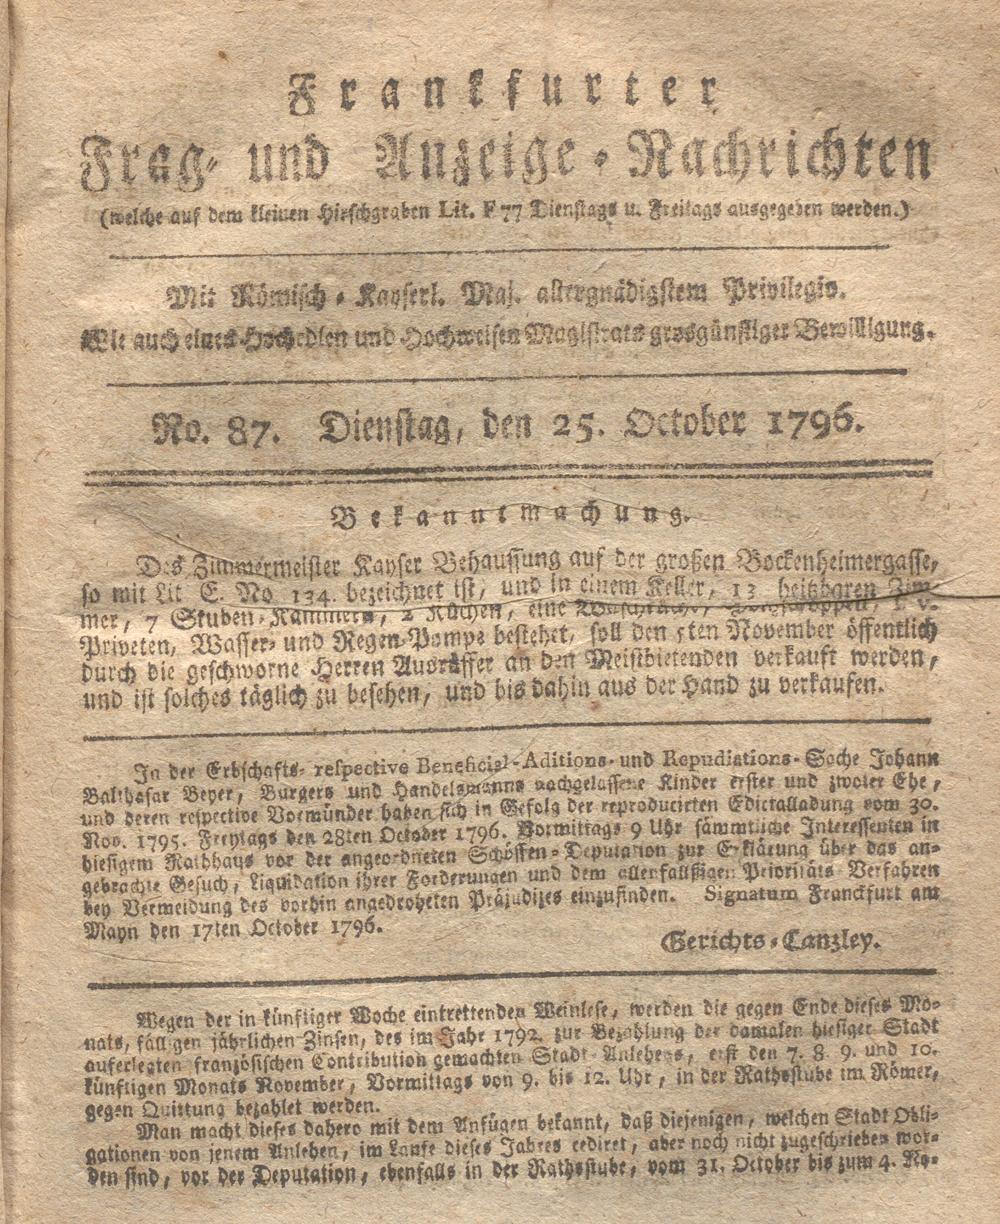 Frankfurter
Frag- und Anzeige-Nachrichten
(welche auf dem kleinen Hirschgraben Lit. F 77 Dienstags u. Freitags ausgegeben werden.)
Mit Römisch-Kayserl. Maj. allergnädigstem Privilegio.
Wie auch eines Hochedlen und Hochweisen Magistrats grosgünstiger Bewilligung.
No. 87. Dienstag, den 25. October 1796.
Bekanntmachung.
Des Zimmermeister Kayser Behaussung auf der großen Bockenheimergasse,
so mit Lit. E. No. 134. bezeichnet ist, und in einem Keller, 13 heitzbaren Zim-
mer, 7 Stuben-Kammern, 2 Küchen, eine
Priveten, Wasser- und Regen-Pompe bestehet, soll den 5ten November öffentlich
durch die geschworne Herren Ausrüffer an den Meistbietenden verkauft werden,
und ist solches täglich zu besehen, und bis dahin aus der Hand zu verkaufen.
In der Erbschafts- respective Beneficial-Aditions- und Repudiations-Sache Johann
Balthasar Beyer, Burgers und Handelsmanns nachgelassene Kinder erster und zwoter Ehe,
und deren respective Vormünder haben sich in Gefolg der reproducirten Edictalladung vom 30.
Nov. 1795. Freytags den 28ten October 1796. Vormittags 9 Uhr sämmtliche Interessenten in
hiesigem Rathhaus vor der angeordneten Schöffen-Deputation zur Erklärung über das an-
gebrachte Gesuch, Liquidation ihrer Forderungen und dem allenfallsigen Prioritäts-Verfahren
bey Vermeidung des vorhin angedroheten Präjudizes einzufinden. Signatum Franckfurt am
Mayn den 17ten October 1796.
Gerichts-Canzley.
Wegen der in künftiger Woche eintrettenden Weinlese, werden die gegen Ende dieses Mo-
nats, fälligen jährlichen Zinsen, des im Jahr 1792. zur Bezahlung der damalen hiesiger Stadt
auferlegten französischen Contribution gemachten Stadt-Anlehens, erst den 7. 8. 9. und 10.
künftigen Monats November, Vormittags von 9. bis 12. Uhr, in der Rathsstube im Römer,
gegen Quittung bezahlet werden.
Man macht dieses dahero mit dem Anfügen bekannt, daß diejenigen, welchen Stadt Obli-
gationen von jenem Anlehen, im Laufe dieses Jahres cediret, aber noch nicht zugeschrieben wor-
den sind, vor der Deputation, ebenfalls in der Rathsstube, vom 31. October bis zum 4. No-